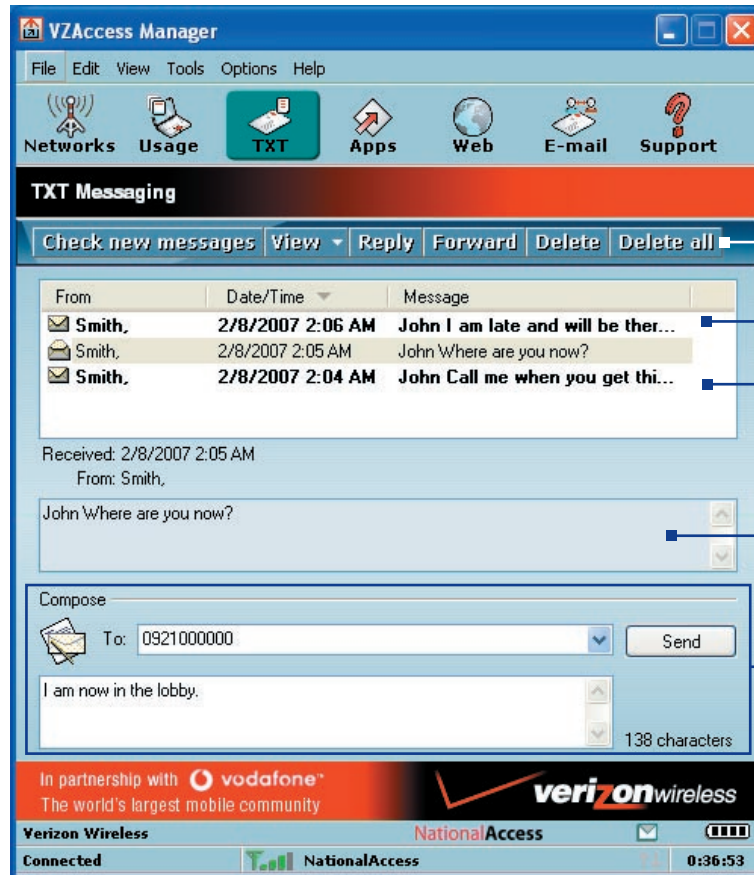 VZAccess Manager
File Edit View Tools Options Help
Networks Usage TXT Apps Web E-mail Support
TXT Messaging
Check new messages View Reply Forward Delete Delete all
From Date/Time Message
Smith, 2/8/2007 2:06 AM John I am late and will be ther...
Smith, 2/8/2007 2:05 AM John Where are you now?
Smith, 2/8/2007 2:04 AM John Call me when you get thi...
Received: 2/8/2007 2:05 AM
From: Smith,
John Where are you now?
Compose
To: 0921000000 Send
I am now in the lobby.
138 characters
In partnership with vodafone™
The world's largest mobile community
verizonwireless
Verizon Wireless NationalAccess
Connected NationalAccess 0:36:53